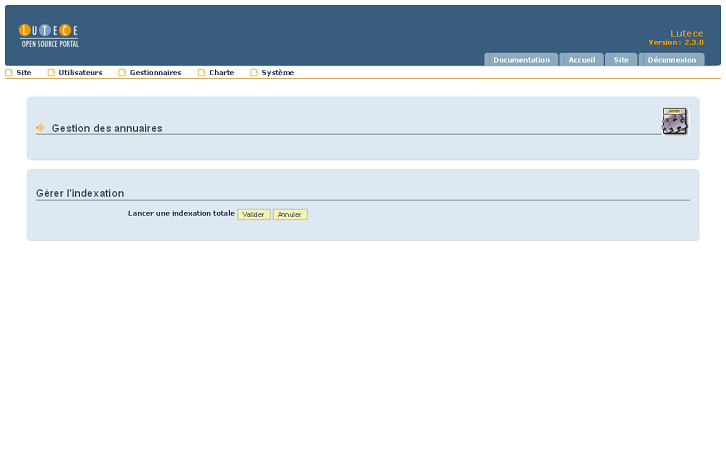 LUTECE
OPEN SOURCE PORTAL
Lutece
Version : 2.3.0
Documentation Accueil Site Déconnexion
Site Utilisateurs Gestionnaires Charte Système
Gestion des annuaires
Gérer l'indexation
Lancer une indexation totale Valider Annuler